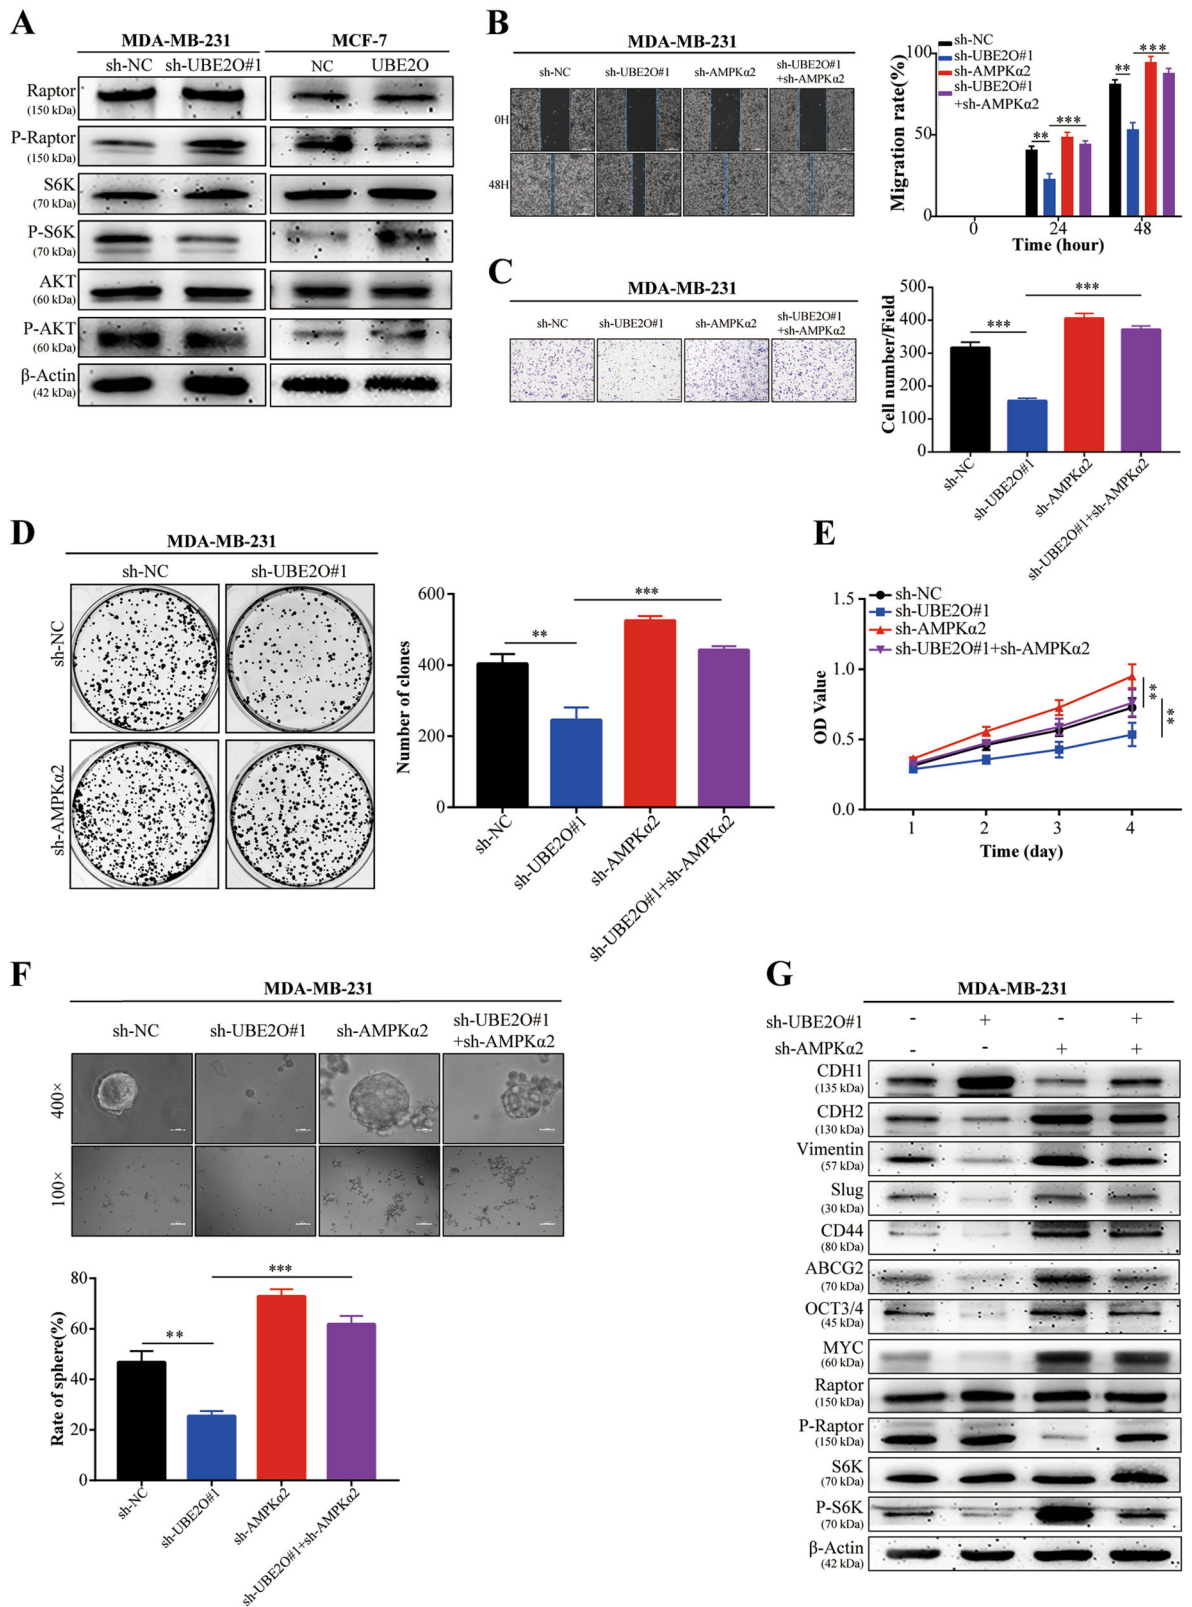 A
MDA-MB-231
MCF-7
sh-NC sh-UBE2O#1
NC UBE2O
Raptor
(150 kDa)
P-Raptor
(150 kDa)
S6K
(70 kDa)
P-S6K
(70 kDa)
AKT
(60 kDa)
P-AKT
(60 kDa)
β-Actin
(42 kDa)
B
MDA-MB-231
sh-NC
sh-UBE2O#1
sh-AMPKα2
sh-UBE2O#1
+sh-AMPKα2
0H
48H
Migration rate(%)
100
50
0
sh-NC
sh-UBE2O#1
sh-AMPKα2
sh-UBE2O#1
+sh-AMPKα2
** ***
** ***
0 24 48
Time (hour)
C
MDA-MB-231
sh-NC
sh-UBE2O#1
sh-AMPKα2
sh-UBE2O#1
+sh-AMPKα2
Cell number/Field
500
400
300
200
100
0
***
***
sh-NC
sh-UBE2O#1
sh-AMPKα2
sh-UBE2O#1+sh-AMPKα2
D
MDA-MB-231
sh-NC
sh-UBE2O#1
sh-NC
sh-AMPKα2
Number of clones
600
400
200
0
**
***
sh-NC
sh-UBE2O#1
sh-AMPKα2
sh-UBE2O#1+sh-AMPKα2
E
sh-NC
sh-UBE2O#1
sh-AMPKα2
sh-UBE2O#1+sh-AMPKα2
OD Value
1.5
1.0
0.5
0.0
**
**
1 2 3 4
Time (day)
F
MDA-MB-231
sh-NC
sh-UBE2O#1
sh-AMPKα2
sh-UBE2O#1
+sh-AMPKα2
400×
100×
Rate of sphere(%)
80
60
40
20
0
**
***
sh-NC
sh-UBE2O#1
sh-AMPKα2
sh-UBE2O#1+sh-AMPKα2
G
MDA-MB-231
sh-UBE2O#1 - + - +
sh-AMPKα2 - - + +
CDH1
(135 kDa)
CDH2
(130 kDa)
Vimentin
(57 kDa)
Slug
(30 kDa)
CD44
(80 kDa)
ABCG2
(70 kDa)
OCT3/4
(45 kDa)
MYC
(60 kDa)
Raptor
(150 kDa)
P-Raptor
(150 kDa)
S6K
(70 kDa)
P-S6K
(70 kDa)
β-Actin
(42 kDa)